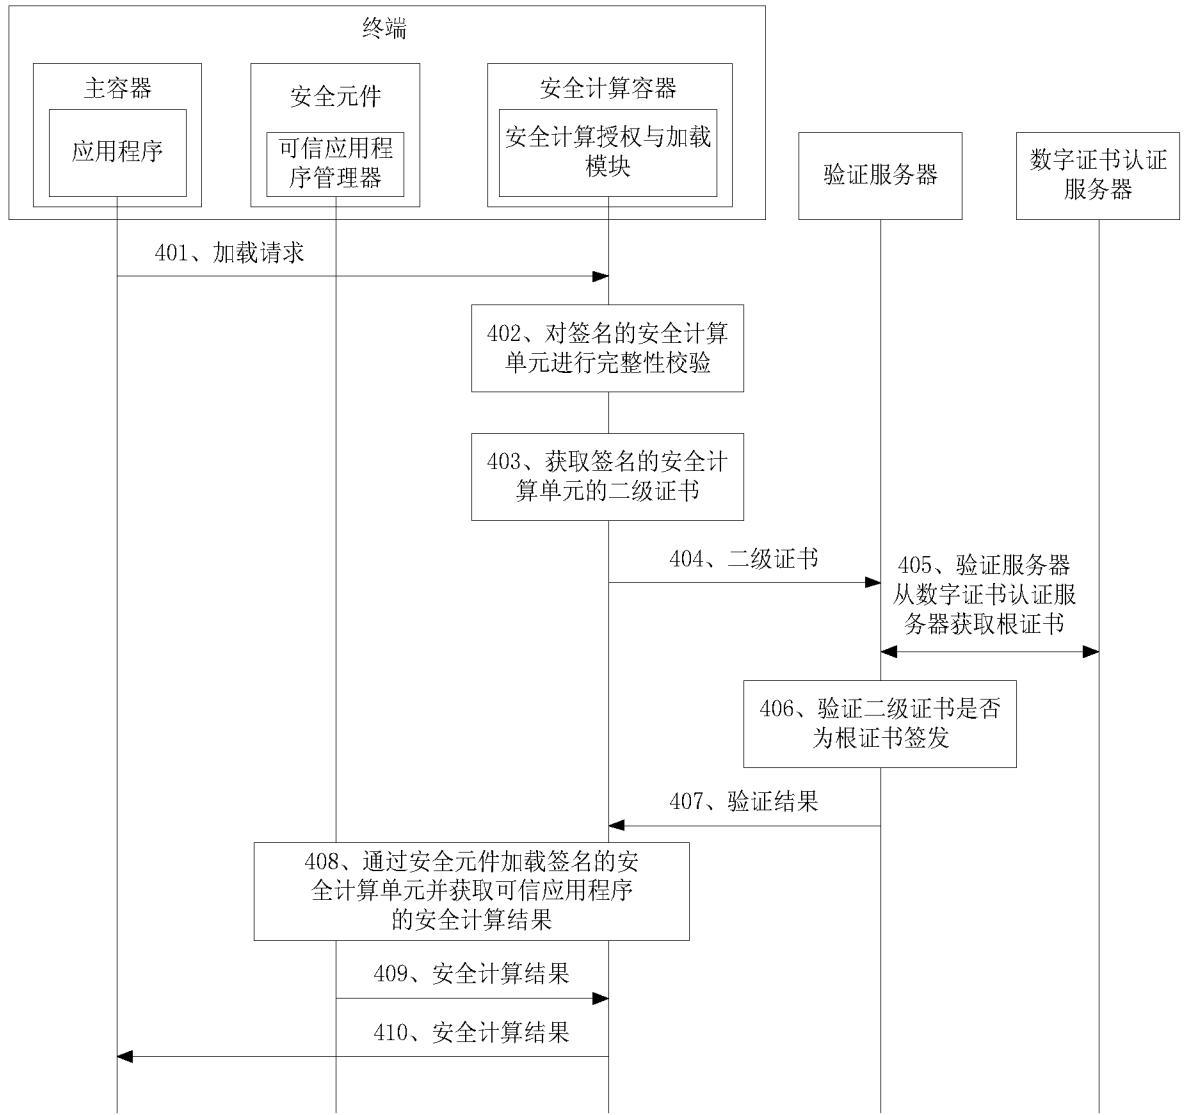 终端
主容器
安全元件
安全计算容器
应用程序
可信应用程
序管理器
安全计算授权与加载
模块
验证服务器
数字证书认证
服务器
401、加载请求
402、对签名的安全计算
单元进行完整性校验
403、获取签名的安全计
算单元的二级证书
404、二级证书
405、验证服务器
从数字证书认证服
务器获取根证书
406、验证二级证书是否
为根证书签发
407、验证结果
408、通过安全元件加载签名的安
全计算单元并获取可信应用程序
的安全计算结果
409、安全计算结果
410、安全计算结果